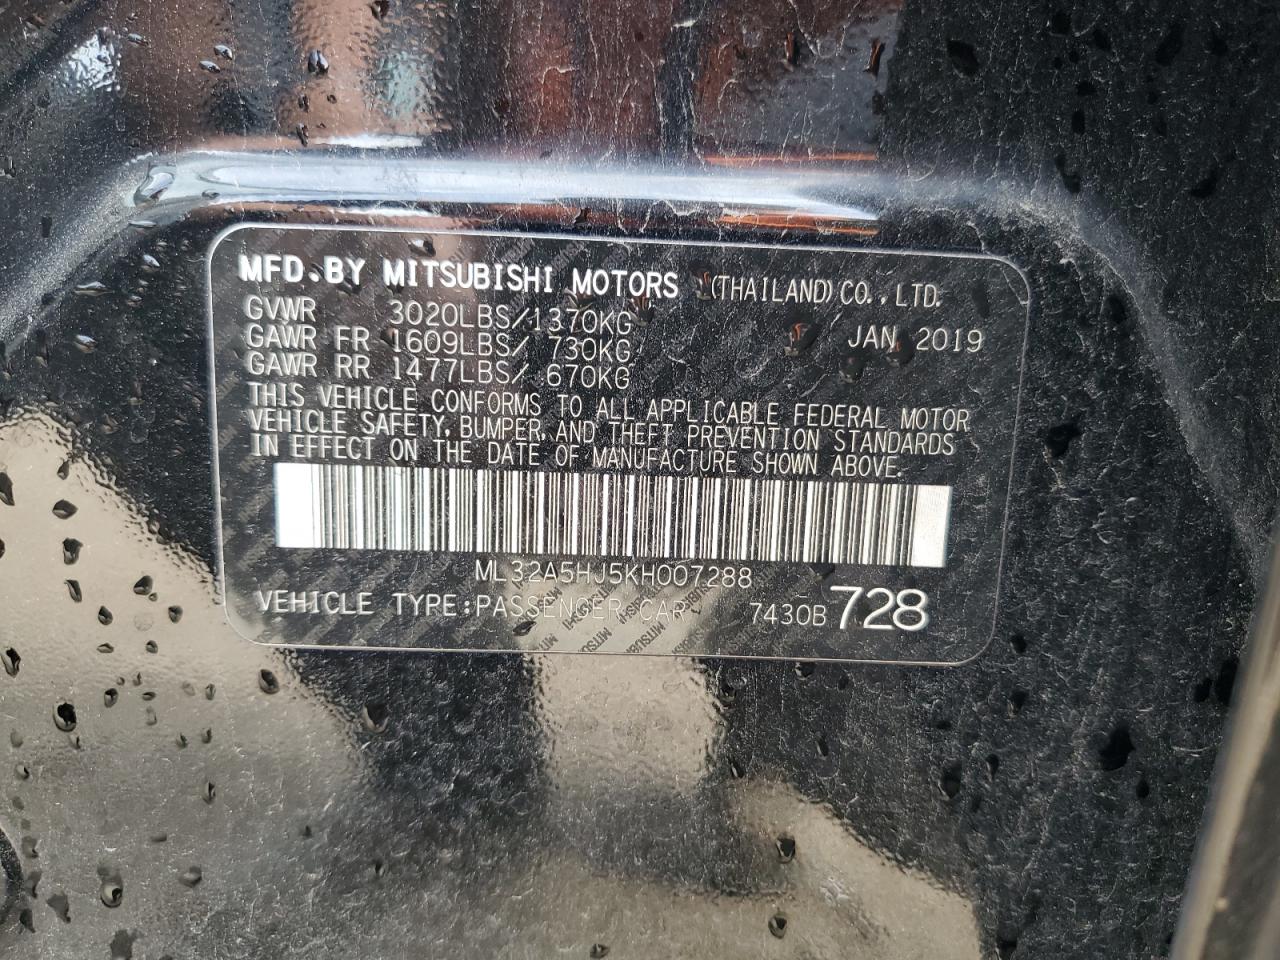 MFD.BY MITSUBISHI MOTORS (THAILAND) CO., LTD.
GVWR 3020LBS/1370KG
GAWR FR 1609LBS/ 730KG JAN 2019
GAWR RR 1477LBS/ 670KG
THIS VEHICLE CONFORMS TO ALL APPLICABLE FEDERAL MOTOR
VEHICLE SAFETY, BUMPER, AND THEFT PREVENTION STANDARDS
IN EFFECT ON THE DATE OF MANUFACTURE SHOWN ABOVE.
ML32A5HJ5KH007288
VEHICLE TYPE:PASSENGER CAR 7430B 728